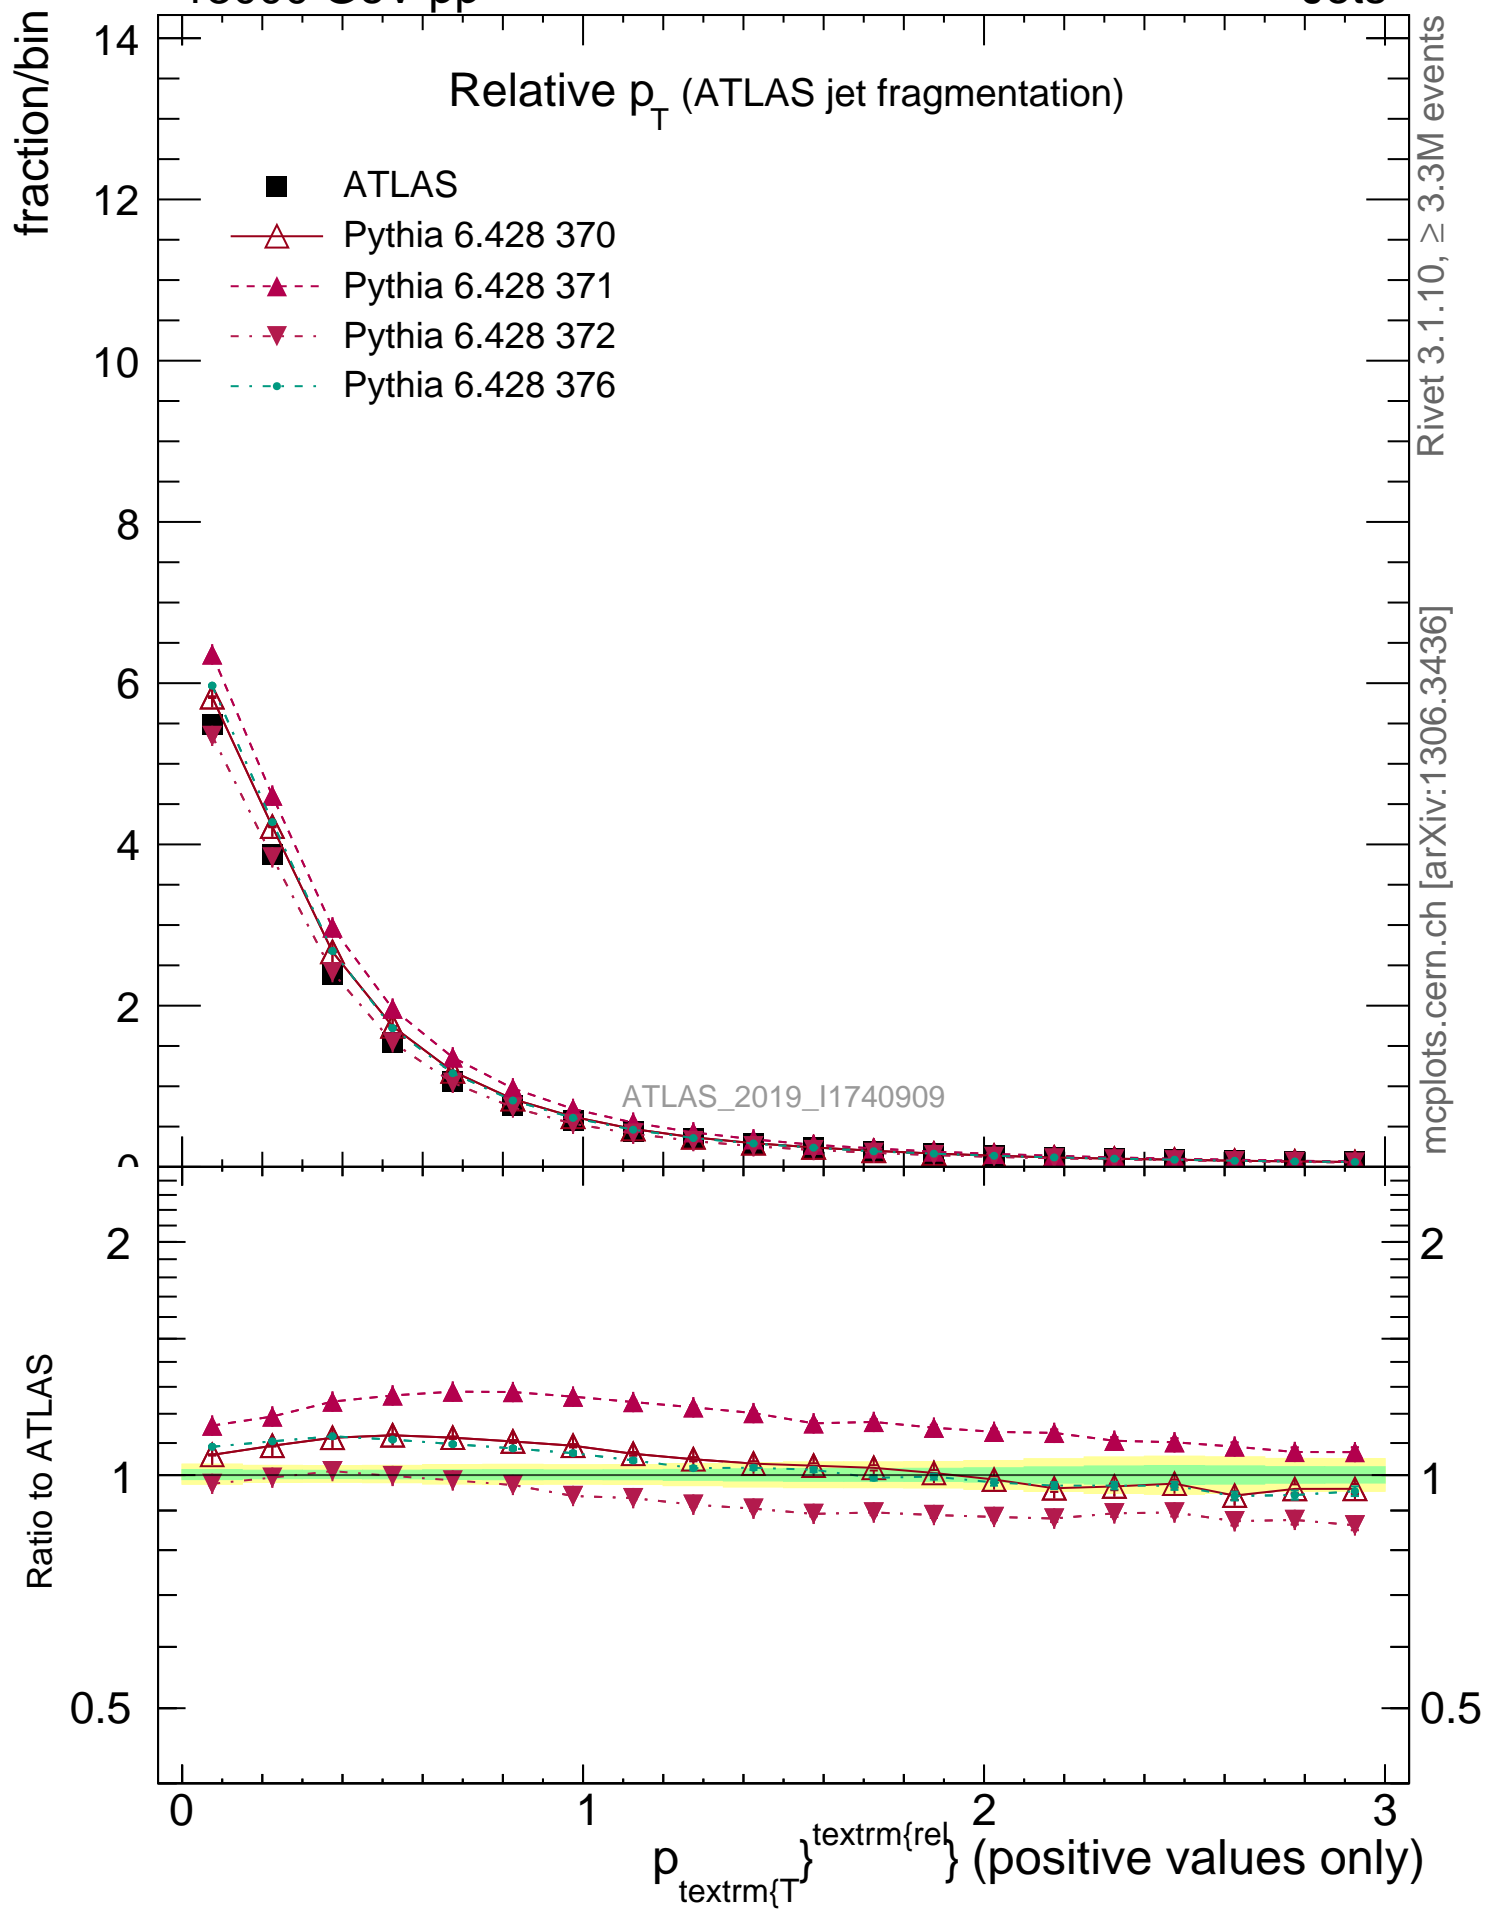 fraction/bin
14
12
10
8
6
4
2
Relative p_T (ATLAS jet fragmentation)
ATLAS
Pythia 6.428 370
Pythia 6.428 371
Pythia 6.428 372
Pythia 6.428 376
ATLAS_2019_I1740909
Rivet 3.1.10, ≥ 3.3M events
mcplots.cern.ch [arXiv:1306.3436]
Ratio to ATLAS
2
1
0.5
2
1
0.5
0 1 2 3
p_textrm{T}^textrm{rel} (positive values only)